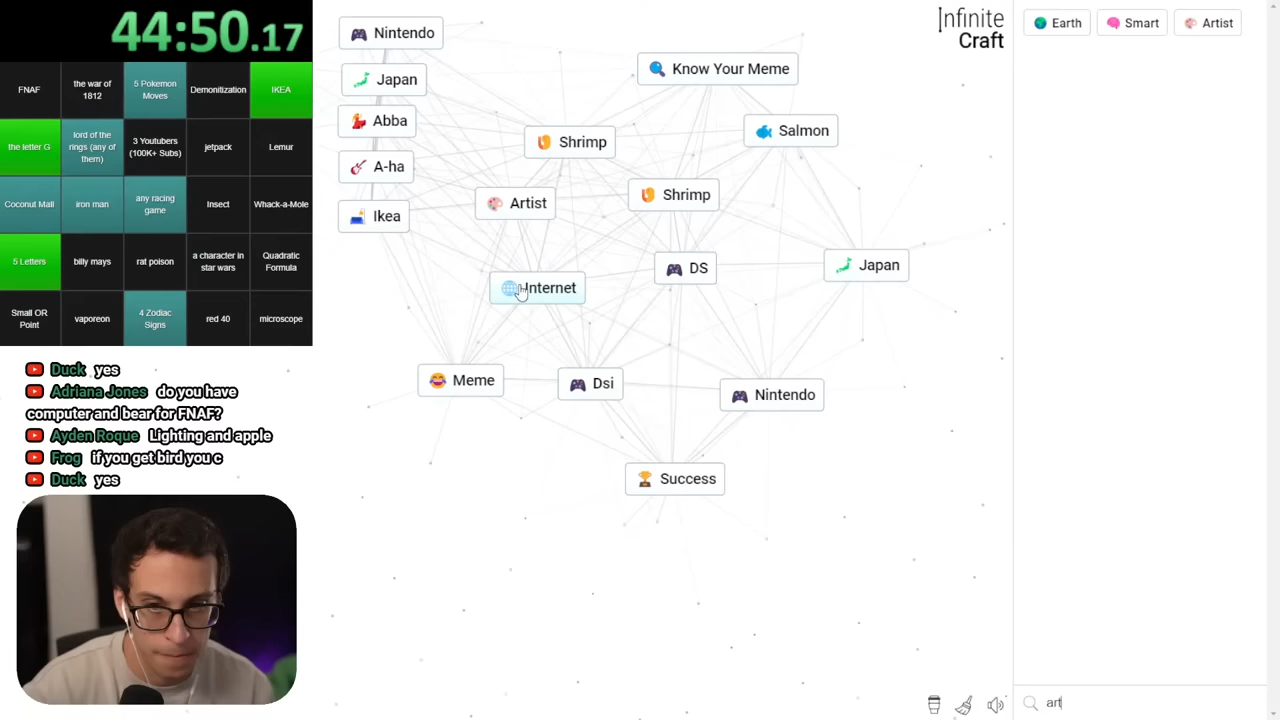 44:50.17
FNAF
the war of
1812
5 Pokemon
Moves
Demonitization
IKEA
the letter G
lord of the
rings (any of
them)
3 Youtubers
(100K+ Subs)
jetpack
Lemur
Coconut Mall
iron man
any racing
game
Insect
Whack-a-Mole
5 Letters
billy mays
rat poison
a character in
star wars
Quadratic
Formula
Small OR
Point
vaporeon
4 Zodiac
Signs
red 40
microscope
Duck yes
Adriana Jones do you have
computer and bear for FNAF?
Ayden Roque Lighting and apple
Frog if you get bird you c
Duck yes
Nintendo
Japan
Abba
A-ha
Ikea
Know Your Meme
Shrimp
Salmon
Artist
Shrimp
Internet
DS
Japan
Meme
Dsi
Nintendo
Success
Infinite
Craft
Earth
Smart
Artist
art